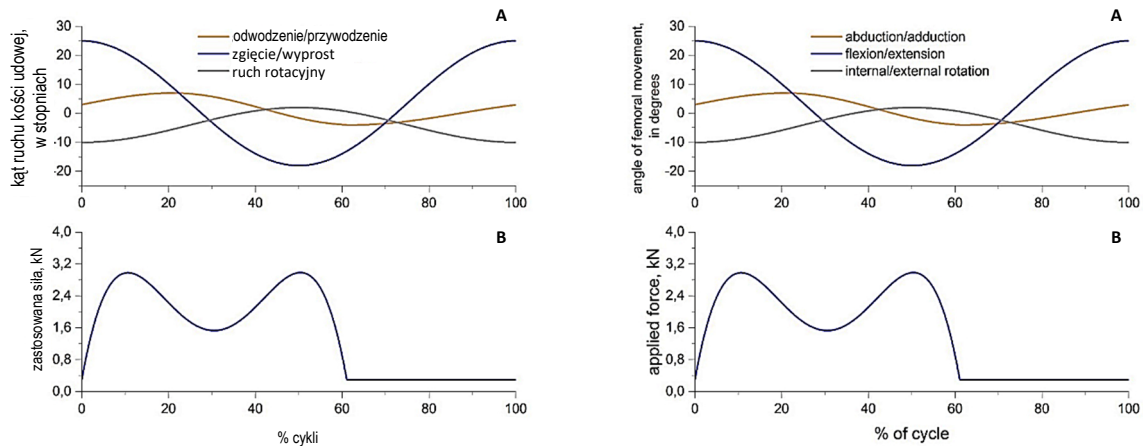 A
kąt ruchu kości udowej,
w stopniach
30
20
10
0
-10
-20
odwodzenie/przywodzenie
zgięcie/wyprost
ruch rotacyjny
0 20 40 60 80 100
B
zastosowana siła, kN
4,0
3,2
2,4
1,6
0,8
0,0
0 20 40 60 80 100
% cykli
A
angle of femoral movement,
in degrees
30
20
10
0
-10
-20
abduction/adduction
flexion/extension
internal/external rotation
0 20 40 60 80 100
B
applied force, kN
4,0
3,2
2,4
1,6
0,8
0,0
0 20 40 60 80 100
% of cycle